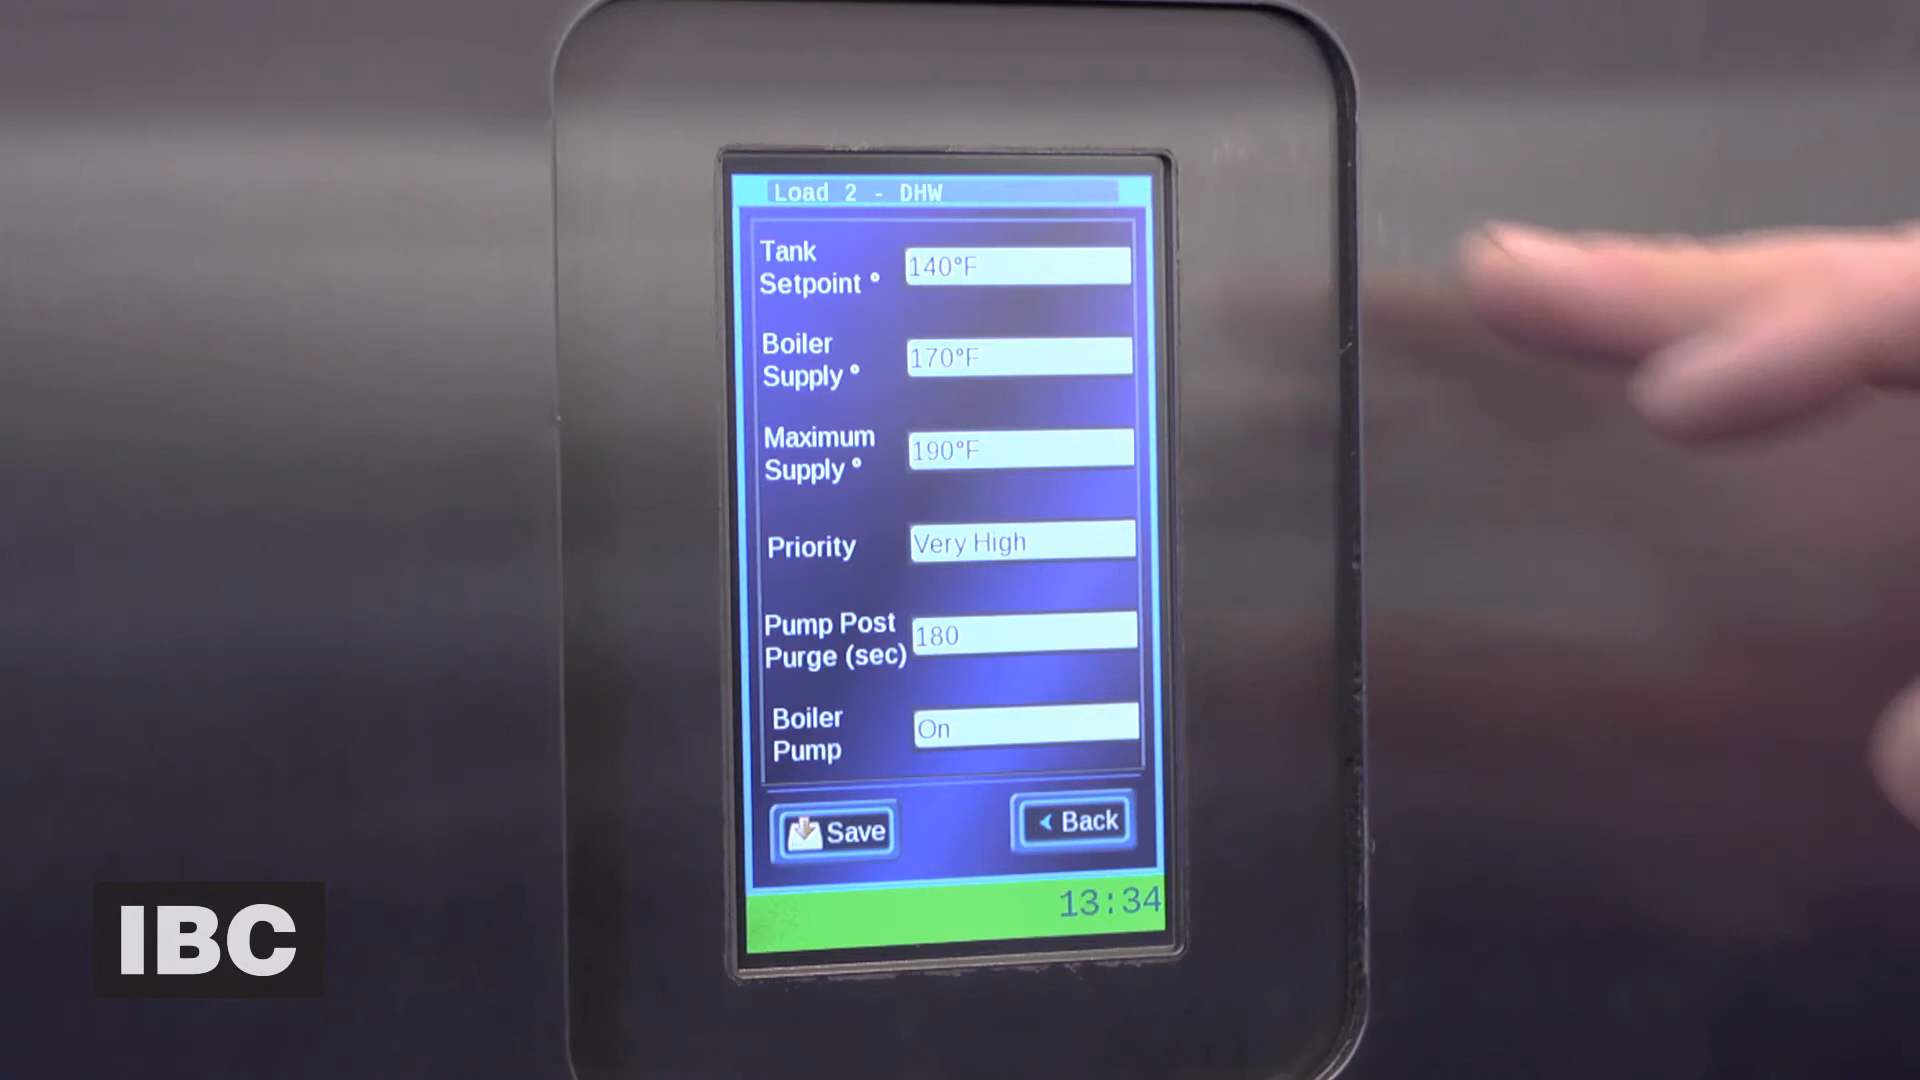 Load 2 - DHW
Tank
Setpoint °
140°F
Boiler
Supply °
170°F
Maximum
Supply °
190°F
Priority
Very High
Pump Post
Purge (sec)
180
Boiler
Pump
On
Save
< Back
13:34
IBC